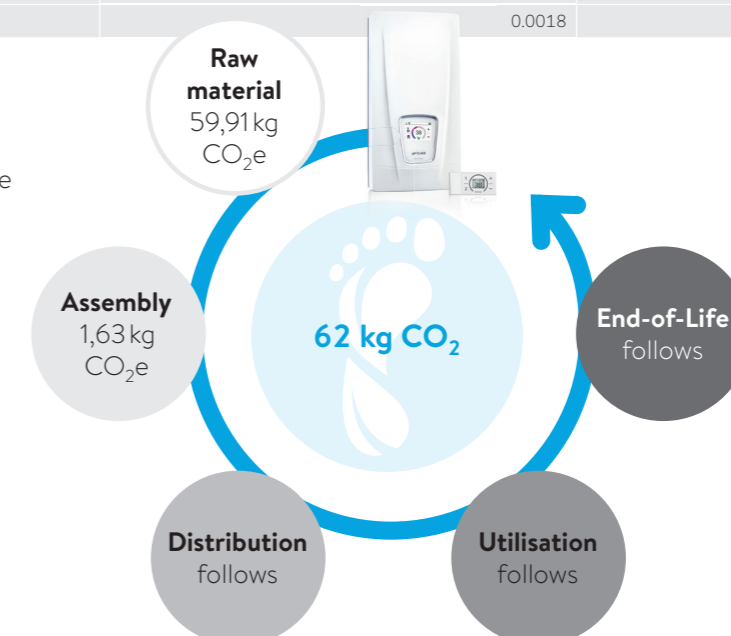 0.0018
Raw
material
59,91 kg
CO₂e
e
38
Assembly
1,63 kg
CO₂e
62 kg CO₂
End-of-Life
follows
Distribution
follows
Utilisation
follows